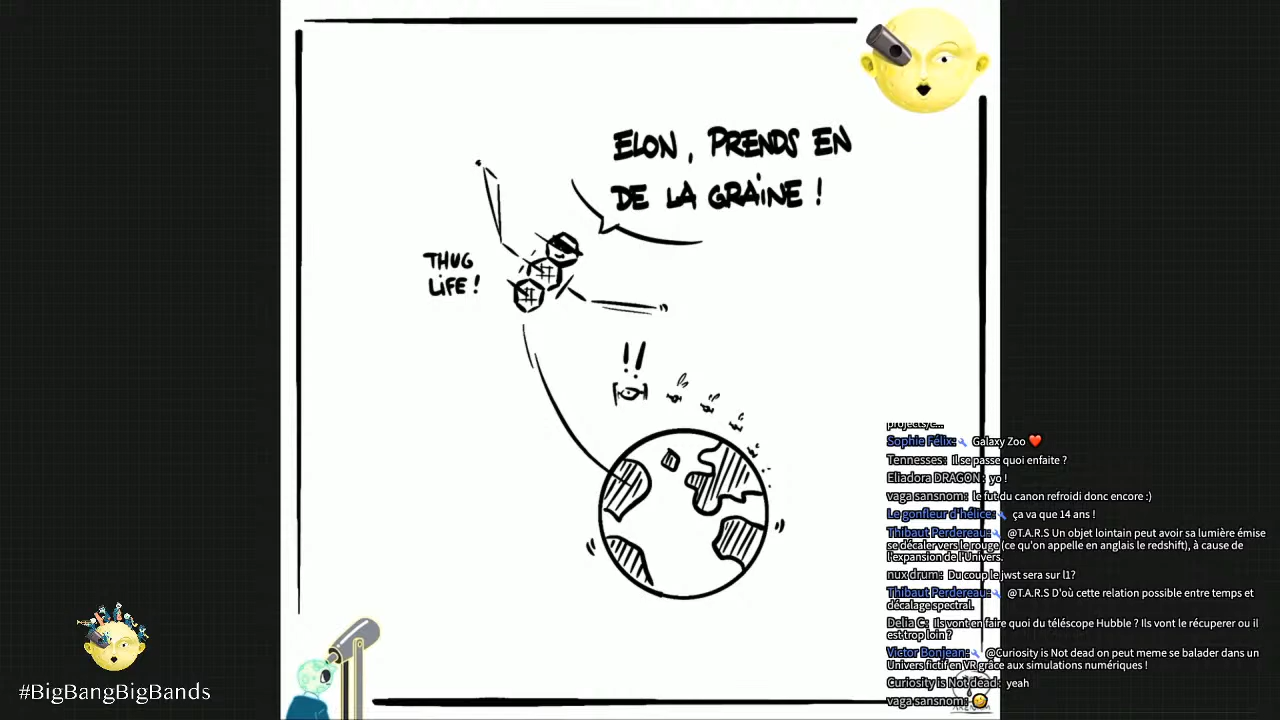 ELON, PRENDS EN
DE LA GRAINE !
THUG
LIFE !
!!
projects/e...
Sophie Félix: Galaxy Zoo ❤️
Tennesses: Il se passe quoi enfaite ?
Eliadora DRAGON: yo !
vaga sansnom: le fut du canon refroidi donc encore :)
Le gonfleur d'hélice: ça va que 14 ans !
Thibaut Perdereau: @T.A.R.S Un objet lointain peut avoir sa lumière émise
se décaler vers le rouge (ce qu'on appelle en anglais le redshift), à cause de
l'expansion de l'Univers.
nux drum: Du coup le jwst sera sur l1?
Thibaut Perdereau: @T.A.R.S D'où cette relation possible entre temps et
décalage spectral.
Delia C: Ils vont en faire quoi du téléscope Hubble ? Ils vont le récuperer ou il
est trop loin ?
Victor Bonjean: @Curiosity is Not dead on peut meme se balader dans un
Univers fictif en VR grâce aux simulations numériques !
Curiosity is Not dead: yeah
vaga sansnom:
#BigBangBigBands